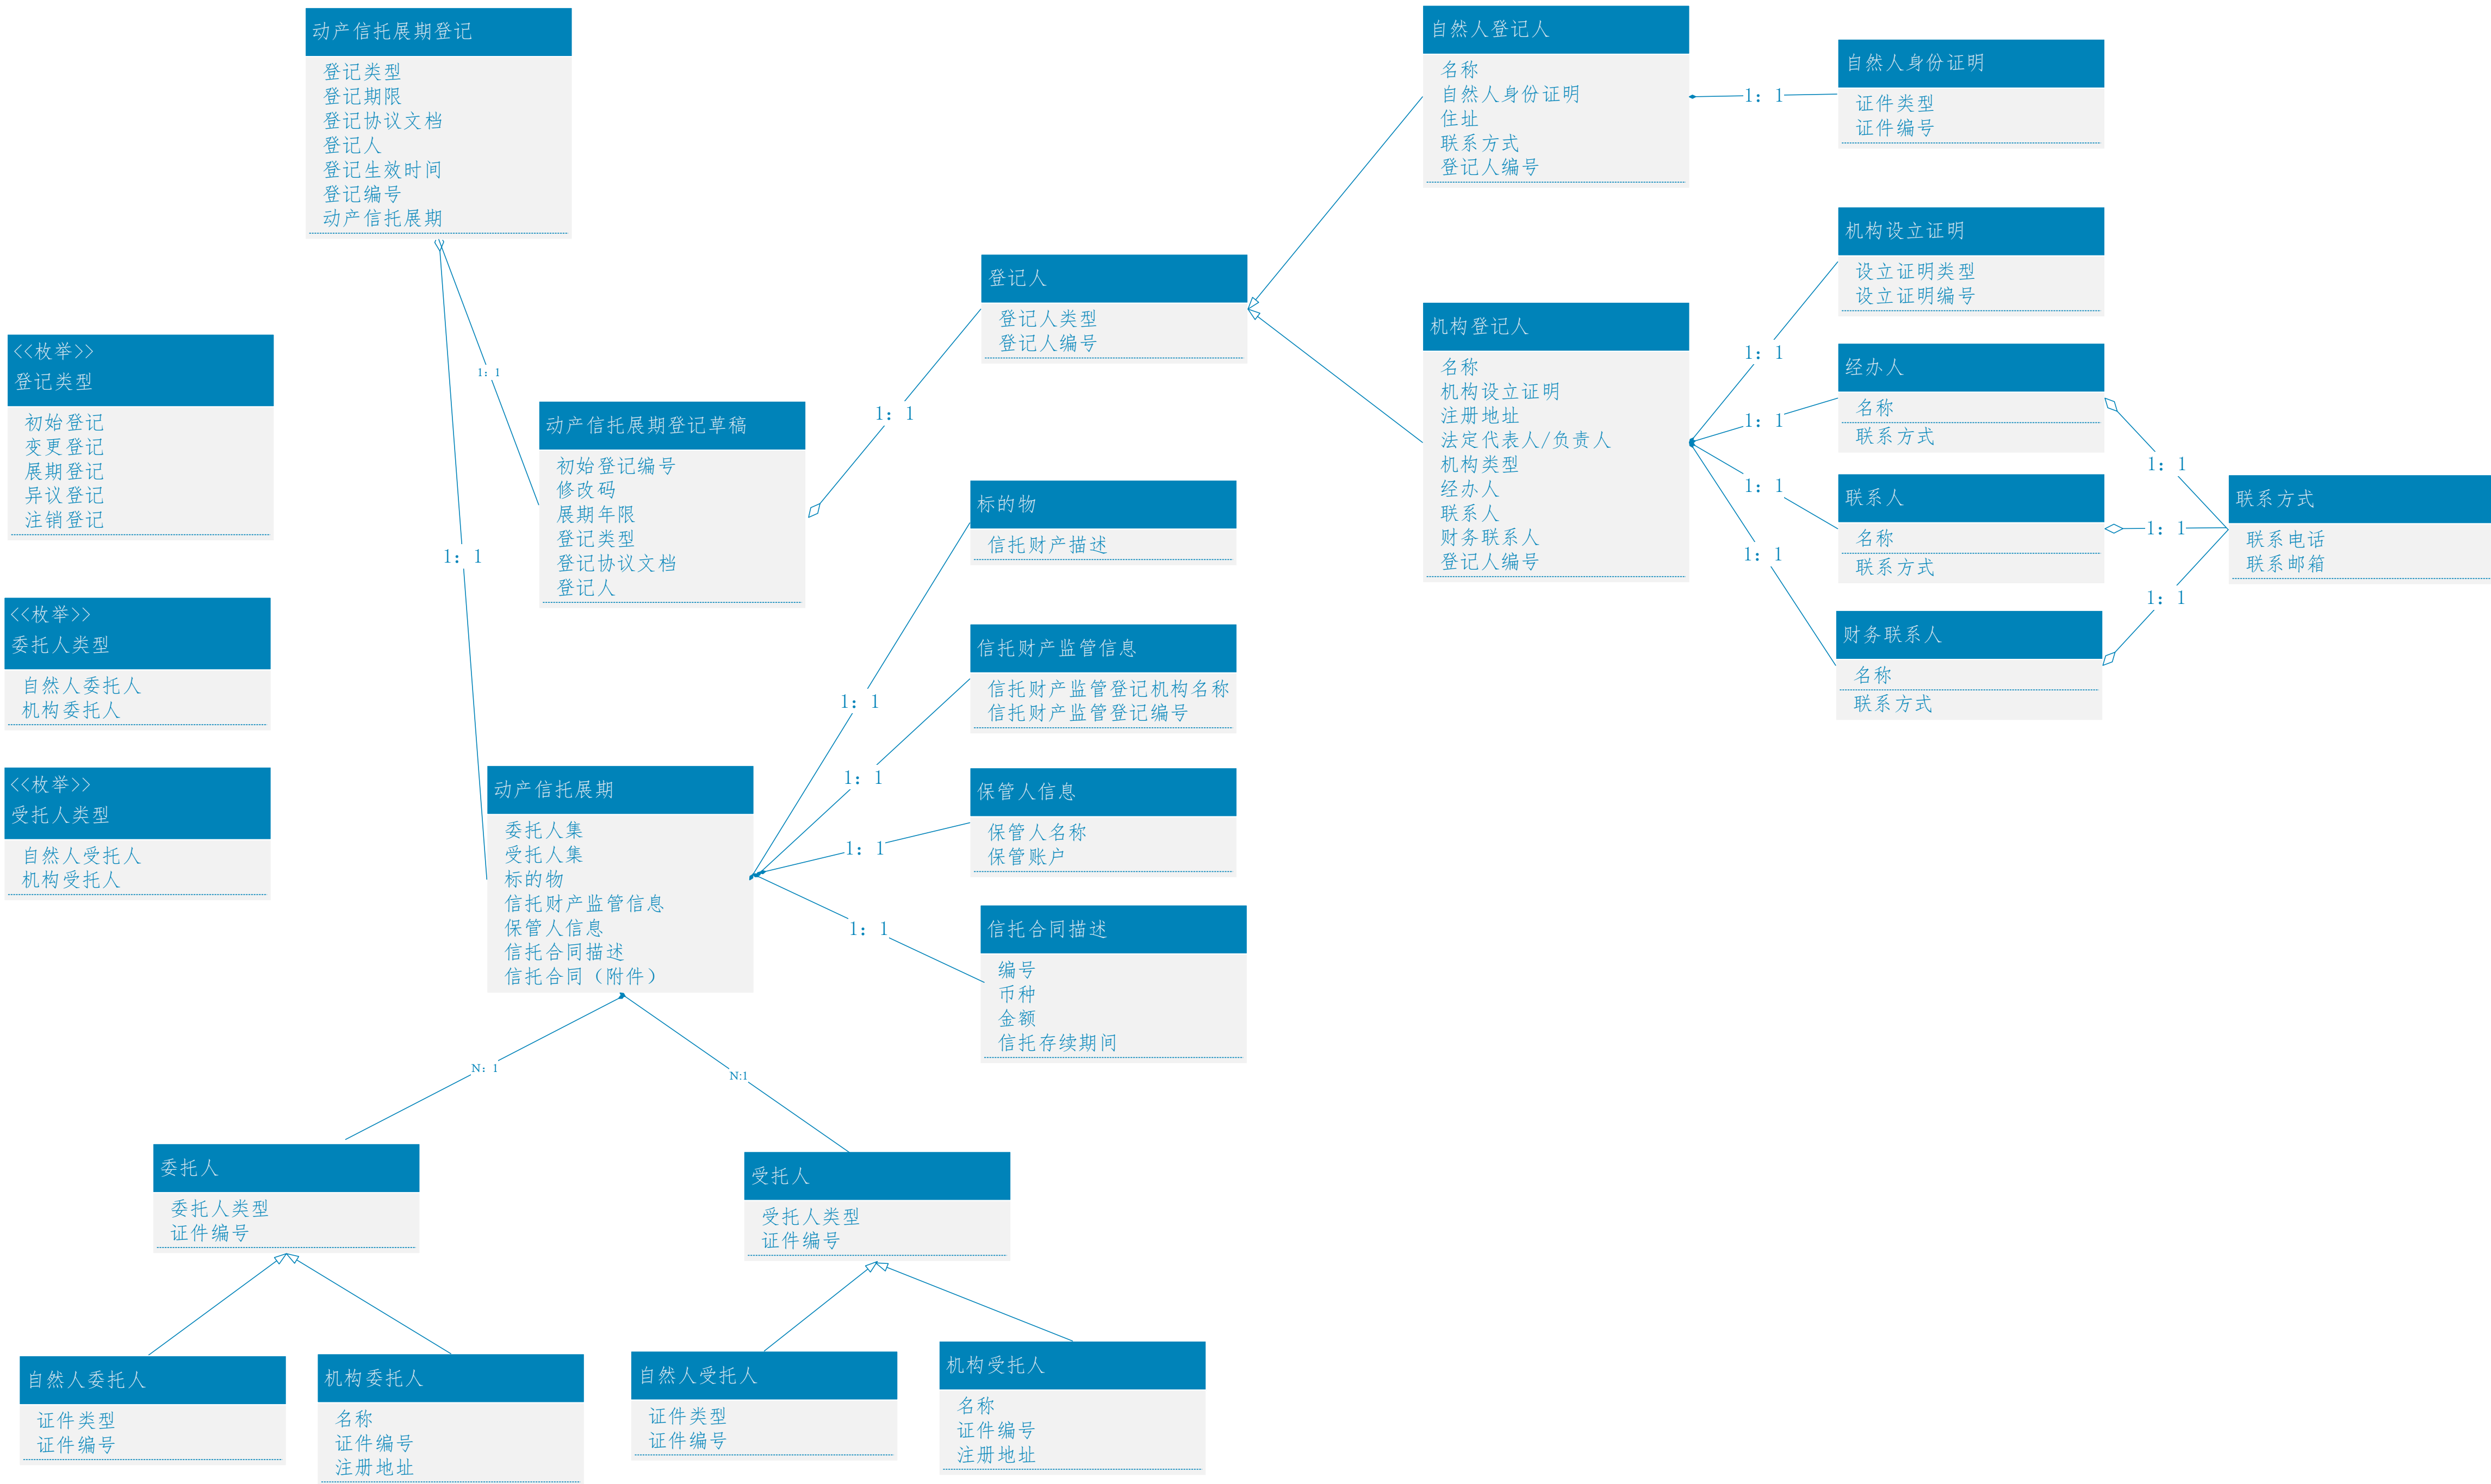 动产信托展期登记
登记类型
登记期限
登记协议文档
登记人
登记生效时间
登记编号
动产信托展期
自然人登记人
名称
自然人身份证明
住址
联系方式
登记人编号
1: 1
自然人身份证明
证件类型
证件编号
机构设立证明
设立证明类型
设立证明编号
登记人
登记人类型
登记人编号
机构登记人
名称
机构设立证明
注册地址
法定代表人/负责人
机构类型
经办人
联系人
财务联系人
登记人编号
1: 1
1: 1
1: 1
1: 1
经办人
名称
联系方式
联系人
名称
联系方式
财务联系人
名称
联系方式
1: 1
1: 1
1: 1
联系方式
联系电话
联系邮箱
<<枚举>>
登记类型
初始登记
变更登记
展期登记
异议登记
注销登记
<<枚举>>
委托人类型
自然人委托人
机构委托人
<<枚举>>
受托人类型
自然人受托人
机构受托人
1: 1
1: 1
1: 1
动产信托展期登记草稿
初始登记编号
修改码
展期年限
登记类型
登记协议文档
登记人
标的物
信托财产描述
信托财产监管信息
信托财产监管登记机构名称
信托财产监管登记编号
保管人信息
保管人名称
保管账户
信托合同描述
编号
币种
金额
信托存续期间
1: 1
1: 1
1: 1
1: 1
动产信托展期
委托人集
受托人集
标的物
信托财产监管信息
保管人信息
信托合同描述
信托合同（附件）
N: 1
N:1
委托人
委托人类型
证件编号
受托人
受托人类型
证件编号
自然人委托人
证件类型
证件编号
机构委托人
名称
证件编号
注册地址
自然人受托人
证件类型
证件编号
机构受托人
名称
证件编号
注册地址